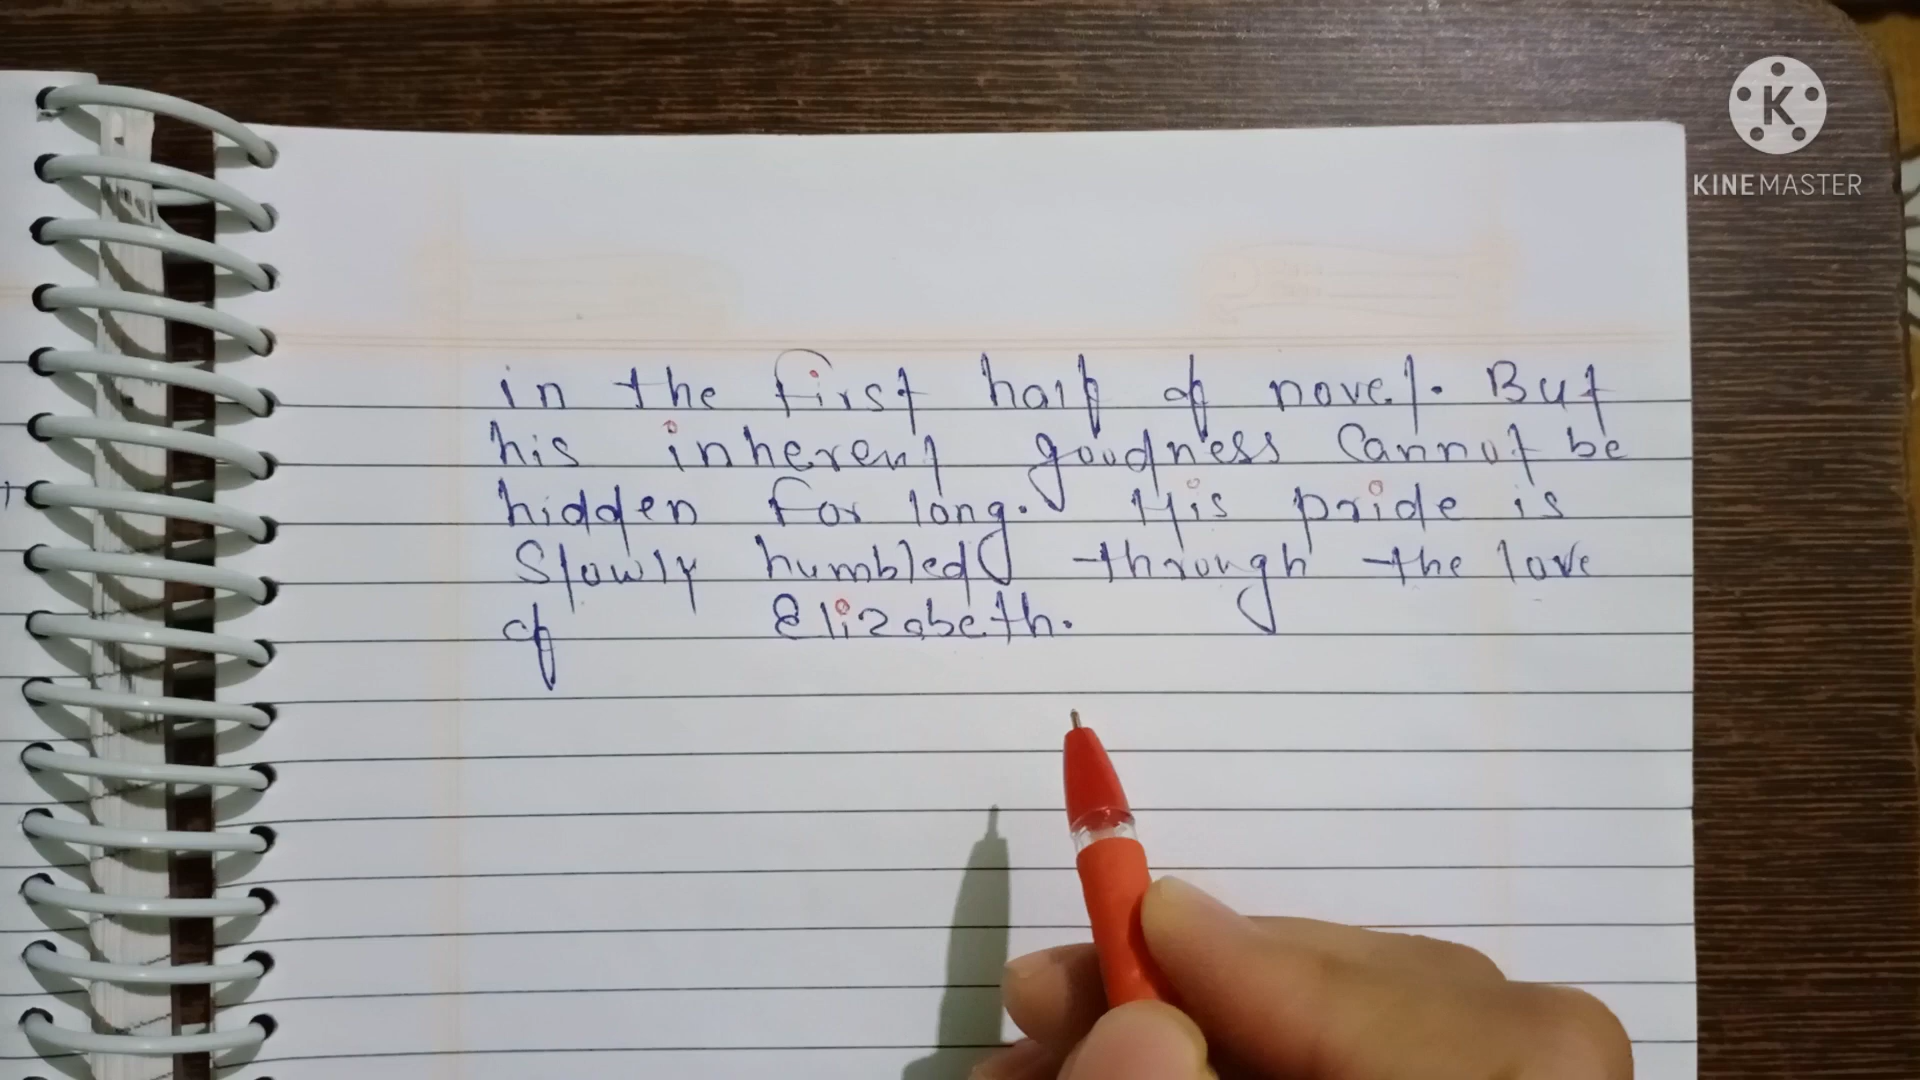 in the first half of novel. But
his inherent goodness Cannot be
hidden for long. His pride is
Slowly humbled through the love
of Elizabeth.
K
KINEMASTER